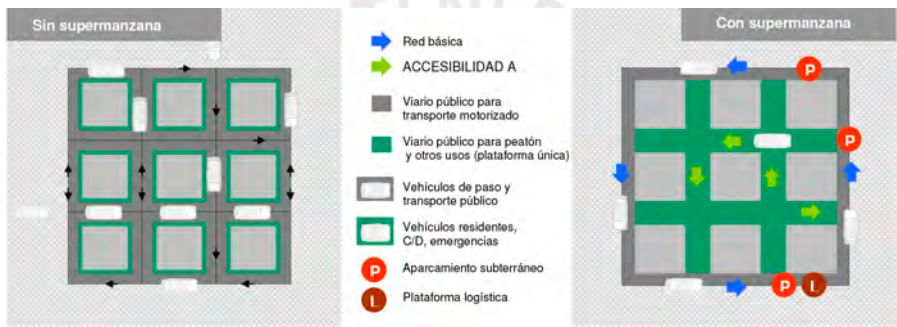 Sin supermanzana
Red básica
ACCESIBILIDAD A
Viario público para
transporte motorizado
Viario público para peatón
y otros usos (plataforma única)
Vehículos de paso y
transporte público
Vehículos residentes,
C/D, emergencias
P
Aparcamiento subterráneo
L
Plataforma logística
Con supermanzana
P
P
P
L